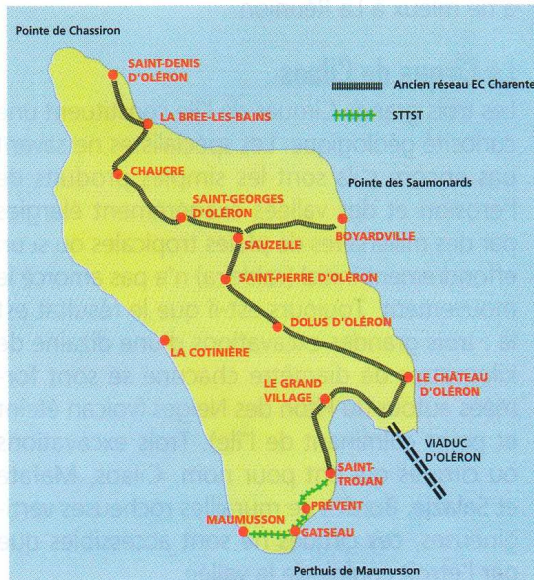 Pointe de Chassiron
SAINT-DENIS
D'OLÉRON
Ancien réseau EC Charente
LA BREE-LES-BAINS
STTST
CHAUCRE
SAINT-GEORGES
D'OLÉRON
Pointe des Saumonards
BOYARDVILLE
SAUZELLE
SAINT-PIERRE D'OLÉRON
DOLUS D'OLÉRON
LA COTINIÈRE
LE GRAND
VILLAGE
LE CHÂTEAU
D'OLÉRON
VIADUC
D'OLÉRON
SAINT-
TROJAN
PRÉVENT
MAUMUSSON
GATSEAU
Perthuis de Maumusson